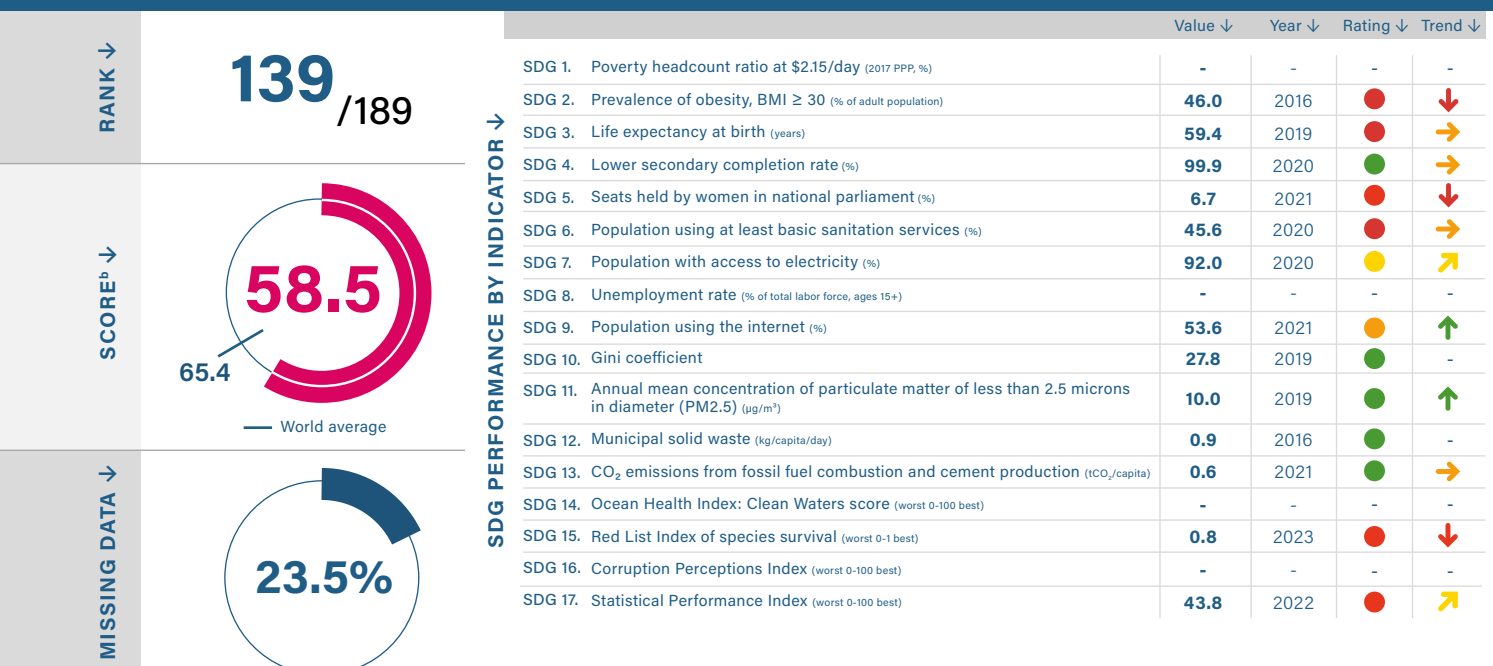 RANK →
139/189
SCOREᵇ →
58.5
65.4
World average
MISSING DATA →
23.5%
SDG PERFORMANCE BY INDICATOR →
Value ↓ Year ↓ Rating ↓ Trend ↓
SDG 1. Poverty headcount ratio at $2.15/day (2017 PPP, %) - - - -
SDG 2. Prevalence of obesity, BMI ≥ 30 (% of adult population) 46.0 2016 ↓
SDG 3. Life expectancy at birth (years) 59.4 2019 →
SDG 4. Lower secondary completion rate (%) 99.9 2020 →
SDG 5. Seats held by women in national parliament (%) 6.7 2021 ↓
SDG 6. Population using at least basic sanitation services (%) 45.6 2020 →
SDG 7. Population with access to electricity (%) 92.0 2020 ↗
SDG 8. Unemployment rate (% of total labor force, ages 15+) - - - -
SDG 9. Population using the internet (%) 53.6 2021 ↑
SDG 10. Gini coefficient 27.8 2019 -
SDG 11. Annual mean concentration of particulate matter of less than 2.5 microns
in diameter (PM2.5) (μg/m³) 10.0 2019 ↑
SDG 12. Municipal solid waste (kg/capita/day) 0.9 2016 -
SDG 13. CO₂ emissions from fossil fuel combustion and cement production (tCO₂/capita) 0.6 2021 →
SDG 14. Ocean Health Index: Clean Waters score (worst 0-100 best) - - - -
SDG 15. Red List Index of species survival (worst 0-1 best) 0.8 2023 ↓
SDG 16. Corruption Perceptions Index (worst 0-100 best) - - - -
SDG 17. Statistical Performance Index (worst 0-100 best) 43.8 2022 ↗